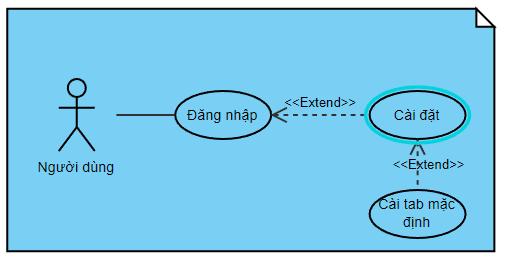 <<Extend>>
Đăng nhập
Cài đặt
<<Extend>>
Người dùng
Cài tab mặc
định